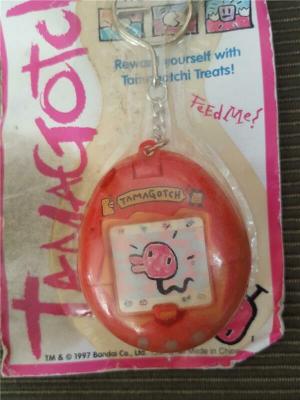 Reward yourself with
Tamagotchi Treats!
FeEd Me!
TAMAGOTCHI
TAMAGOTCH
TM & © 1997 Bandai Co., Ltd.
Made in China